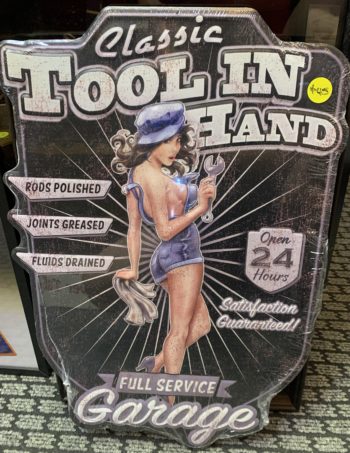 Classic
TOOL IN
HAND
RODS POLISHED
JOINTS GREASED
FLUIDS DRAINED
Open
24
Hours
Satisfaction
Guaranteed!
FULL SERVICE
Garage